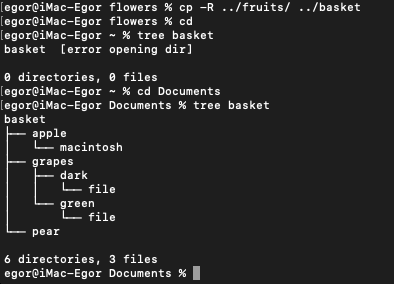 [egor@iMac-Egor flowers % cp -R ../fruits/ ../basket
[egor@iMac-Egor flowers % cd
[egor@iMac-Egor ~ % tree basket
basket  [error opening dir]

0 directories, 0 files
[egor@iMac-Egor ~ % cd Documents
[egor@iMac-Egor Documents % tree basket
basket
├── apple
│   └── macintosh
├── grapes
│   ├── dark
│   │   └── file
│   └── green
│       └── file
└── pear

6 directories, 3 files
egor@iMac-Egor Documents %